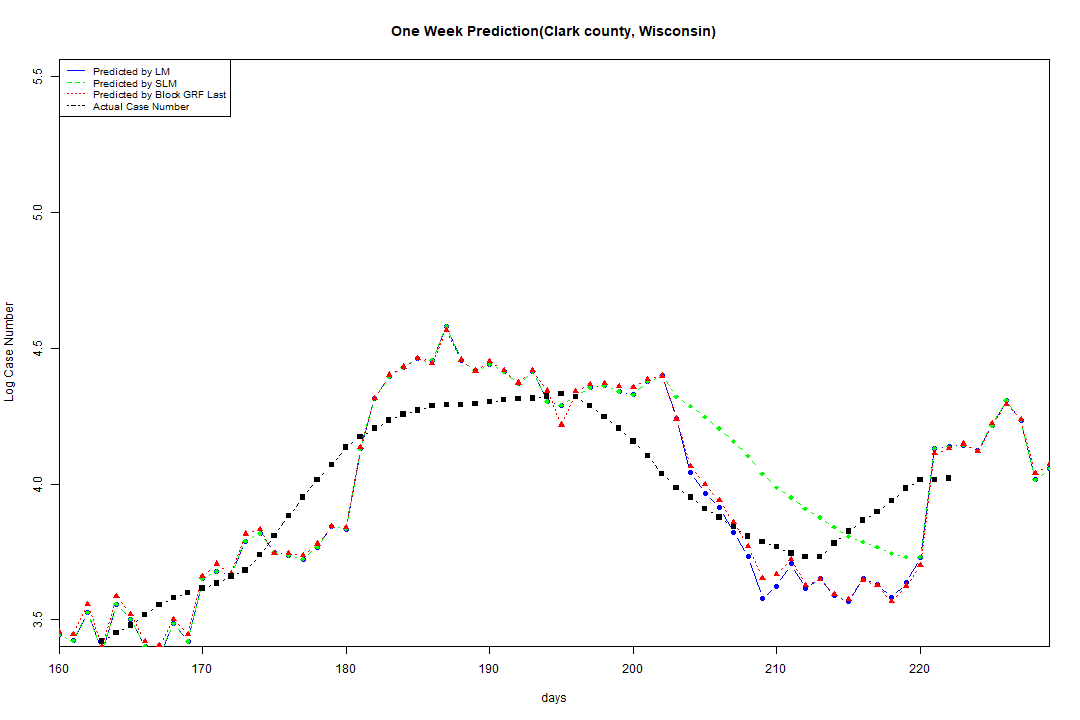 One Week Prediction(Clark county, Wisconsin)
Predicted by LM
Predicted by SLM
Predicted by Block GRF Last
Actual Case Number
Log Case Number
5.5
5.0
4.5
4.0
3.5
160 170 180 190 200 210 220
days